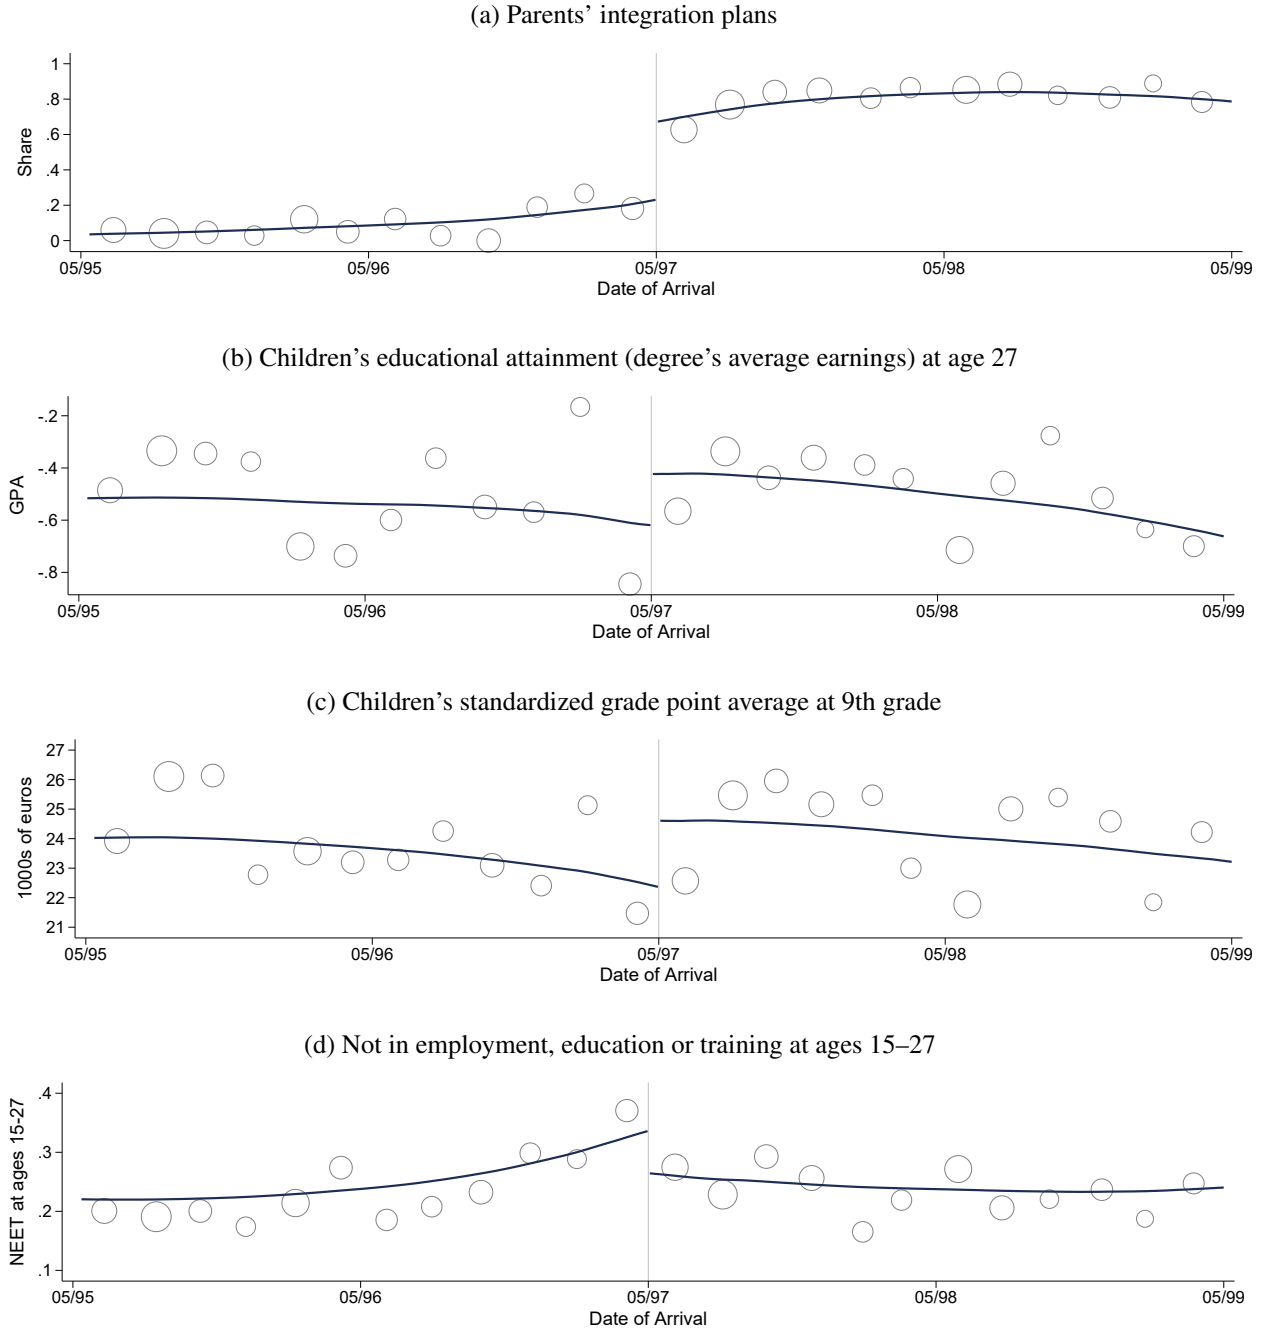 (a) Parents’ integration plans
1
.8
.6
.4
.2
0
Share
05/95 05/96 05/97 05/98 05/99
Date of Arrival
(b) Children’s educational attainment (degree’s average earnings) at age 27
-.2
-.4
-.6
-.8
GPA
05/95 05/96 05/97 05/98 05/99
Date of Arrival
(c) Children’s standardized grade point average at 9th grade
27
26
25
24
23
22
21
1000s of euros
05/95 05/96 05/97 05/98 05/99
Date of Arrival
(d) Not in employment, education or training at ages 15–27
.4
.3
.2
.1
NEET at ages 15-27
05/95 05/96 05/97 05/98 05/99
Date of Arrival